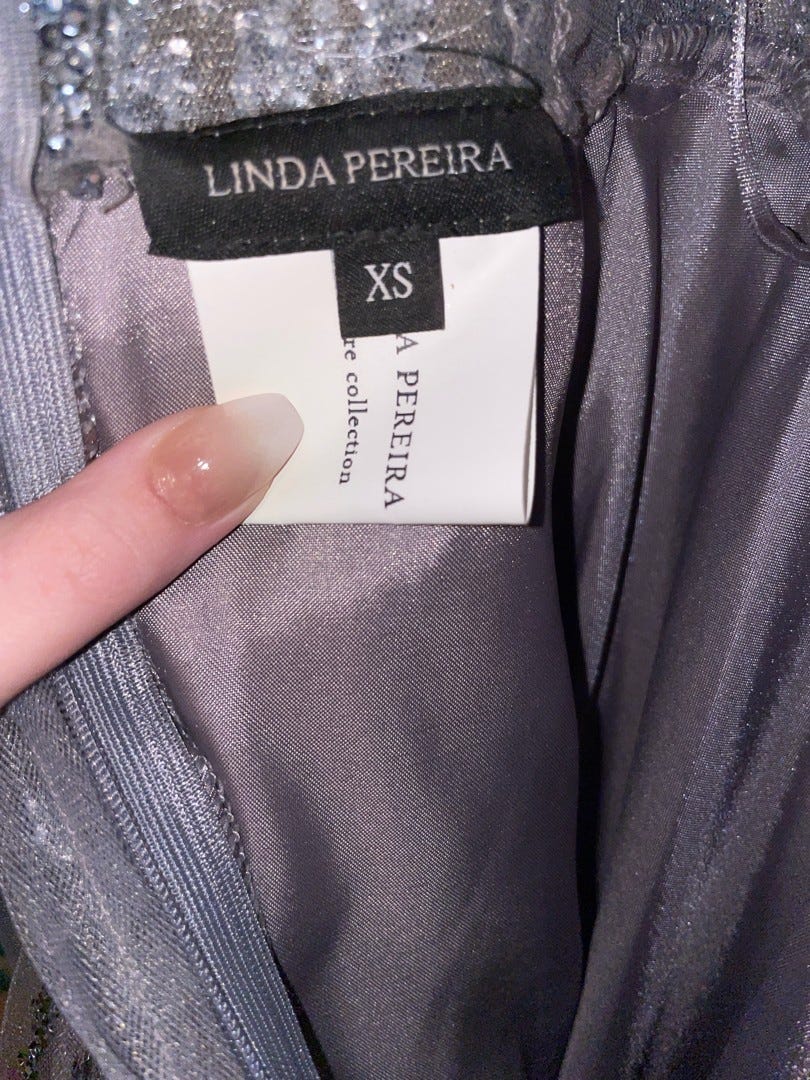 LINDA PEREIRA
XS
A PEREIRA
re collection